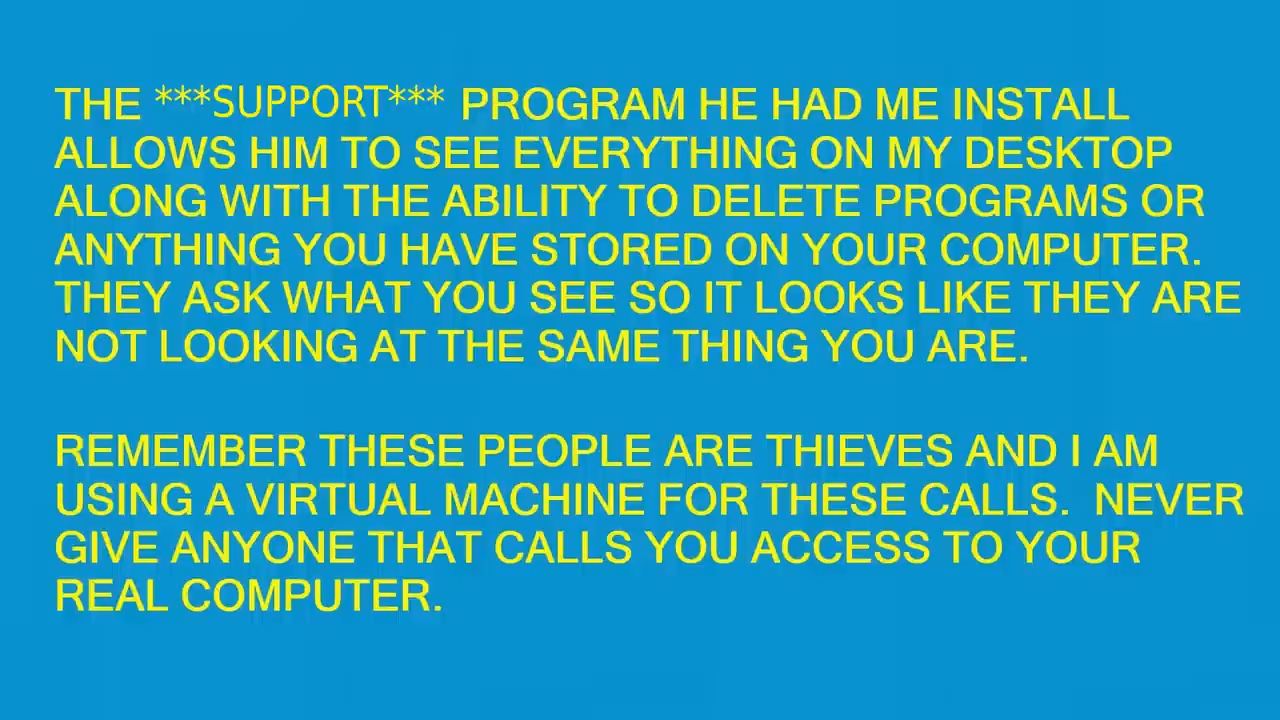 THE ***SUPPORT*** PROGRAM HE HAD ME INSTALL
ALLOWS HIM TO SEE EVERYTHING ON MY DESKTOP
ALONG WITH THE ABILITY TO DELETE PROGRAMS OR
ANYTHING YOU HAVE STORED ON YOUR COMPUTER.
THEY ASK WHAT YOU SEE SO IT LOOKS LIKE THEY ARE
NOT LOOKING AT THE SAME THING YOU ARE.
REMEMBER THESE PEOPLE ARE THIEVES AND I AM
USING A VIRTUAL MACHINE FOR THESE CALLS.  NEVER
GIVE ANYONE THAT CALLS YOU ACCESS TO YOUR
REAL COMPUTER.